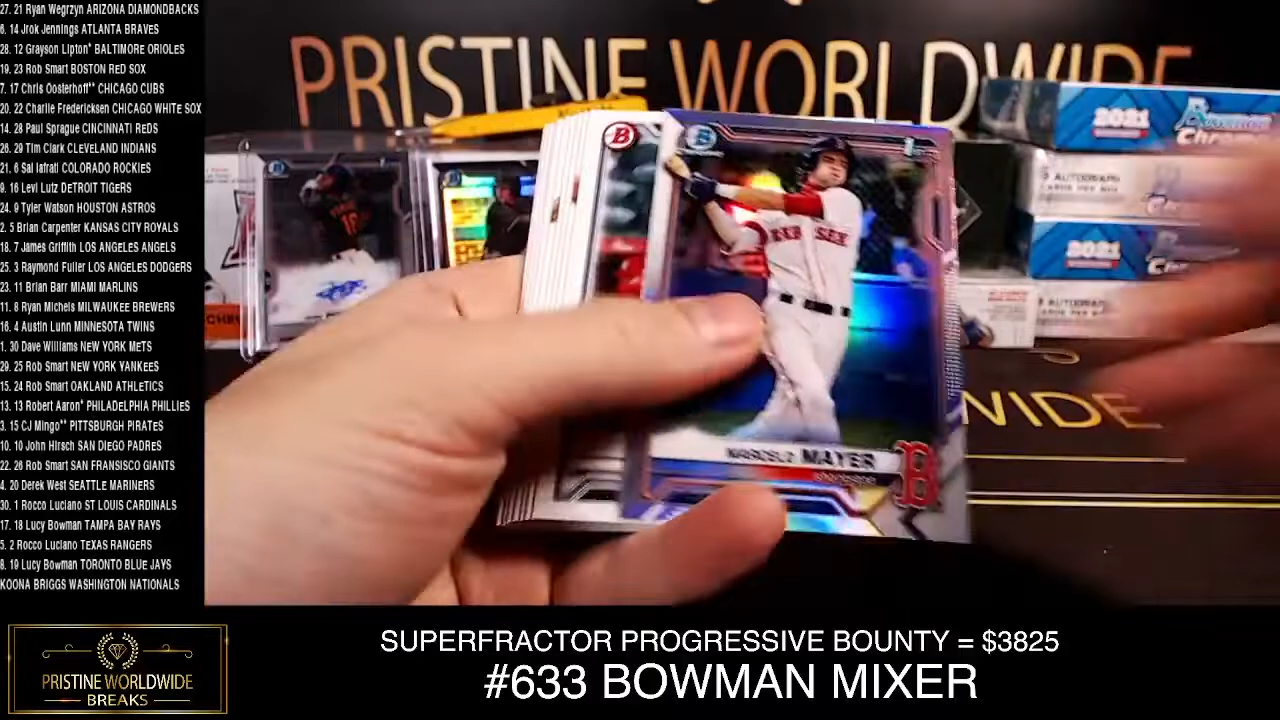 27. 21 Ryan Wegrzyn ARIZONA DIAMONDBACKS
6. 14 Jrok Jennings ATLANTA BRAVES
28. 12 Grayson Lipton* BALTIMORE ORIOLES
19. 23 Rob Smart BOSTON RED SOX
7. 17 Chris Oosterhoff** CHICAGO CUBS
20. 22 Charlie Fredericksen CHICAGO WHITE SOX
14. 28 Paul Sprague CINCINNATI REDS
26. 29 Tim Clark CLEVELAND INDIANS
21. 6 Sal Iafrati COLORADO ROCKIES
9. 16 Levi Lutz DETROIT TIGERS
24. 9 Tyler Watson HOUSTON ASTROS
2. 5 Brian Carpenter KANSAS CITY ROYALS
18. 7 James Griffith LOS ANGELES ANGELS
25. 3 Raymond Fuller LOS ANGELES DODGERS
23. 11 Brian Barr MIAMI MARLINS
11. 8 Ryan Michels MILWAUKEE BREWERS
16. 4 Austin Lunn MINNESOTA TWINS
1. 30 Dave Williams NEW YORK METS
29. 25 Rob Smart NEW YORK YANKEES
15. 24 Rob Smart OAKLAND ATHLETICS
13. 13 Robert Aaron* PHILADELPHIA PHILLIES
3. 15 CJ Mingo** PITTSBURGH PIRATES
10. 10 John Hirsch SAN DIEGO PADRES
22. 26 Rob Smart SAN FRANSISCO GIANTS
4. 20 Derek West SEATTLE MARINERS
30. 1 Rocco Luciano ST LOUIS CARDINALS
17. 18 Lucy Bowman TAMPA BAY RAYS
5. 2 Rocco Luciano TEXAS RANGERS
8. 19 Lucy Bowman TORONTO BLUE JAYS
KOONA BRIGGS WASHINGTON NATIONALS
PRISTINE WORLDWIDE
2021
Bowman
Chrome
2021
B
B
RED SOX
MARCELO MAYER
B
WIDE
PRISTINE WORLDWIDE
BREAKS
SUPERFRACTOR PROGRESSIVE BOUNTY = $3825
#633 BOWMAN MIXER